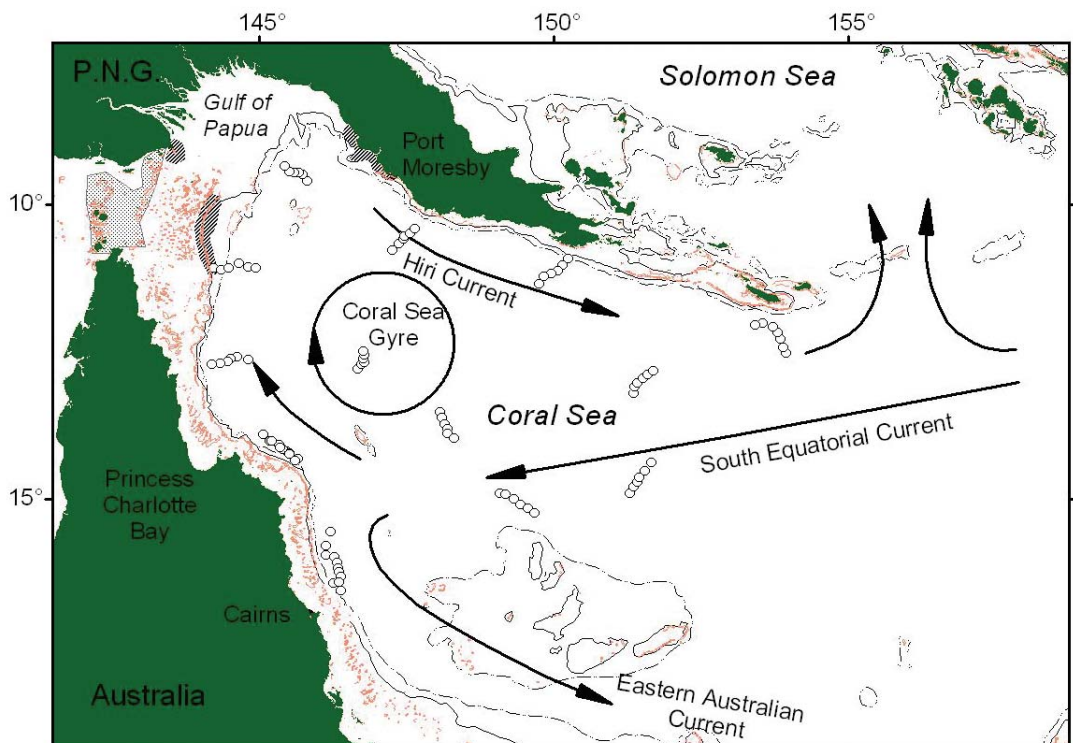 145°
150°
155°
P.N.G.
Solomon Sea
Gulf of
Papua
Port
Moresby
10°
Hiri Current
Coral Sea
Gyre
Coral Sea
South Equatorial Current
Princess
Charlotte
Bay
15°
Cairns
Australia
Eastern Australian
Current